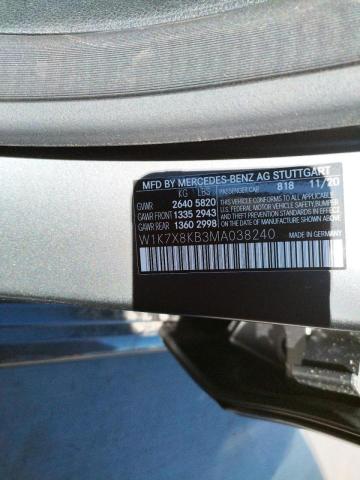 MFD BY MERCEDES-BENZ AG STUTTGART
KG LBS PASSENGER CAR 818 11/20
GVWR 2640 5820
GAWR FRONT 1335 2943
GAWR REAR 1360 2998
THIS VEHICLE CONFORMS TO ALL APPLICABLE
U.S. FEDERAL MOTOR VEHICLE SAFETY, BUMPER,
AND THEFT PREVENTION STANDARDS IN EFFECT
ON THE DATE OF MANUFACTURE SHOWN ABOVE.
W1K7X8KB3MA038240
MADE IN GERMANY